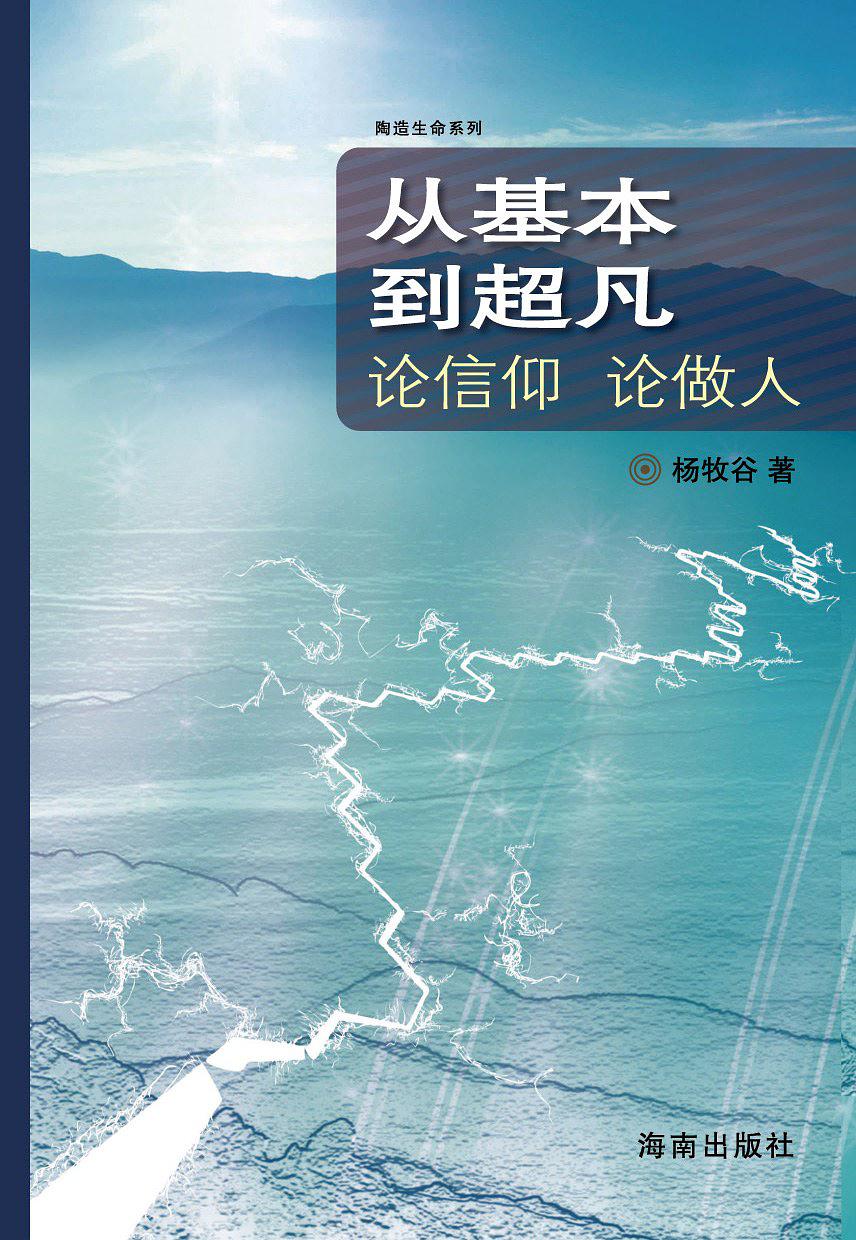 陶造生命系列
从基本
到超凡
论信仰 论做人
杨牧谷 著
海南出版社